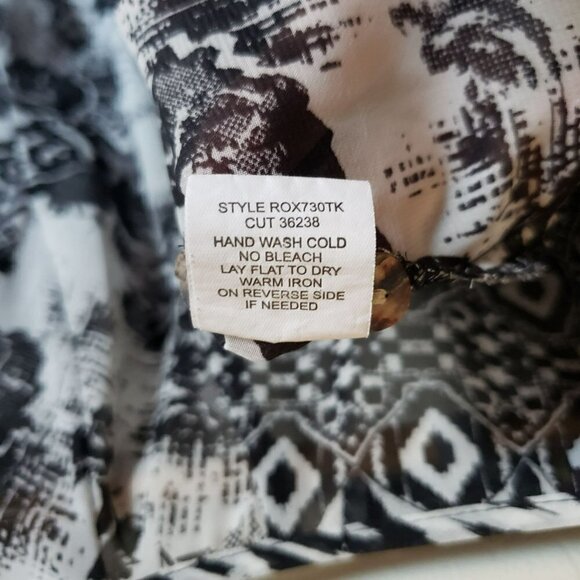 STYLE ROX730TK
CUT 36238
HAND WASH COLD
NO BLEACH
LAY FLAT TO DRY
WARM IRON
ON REVERSE SIDE
IF NEEDED